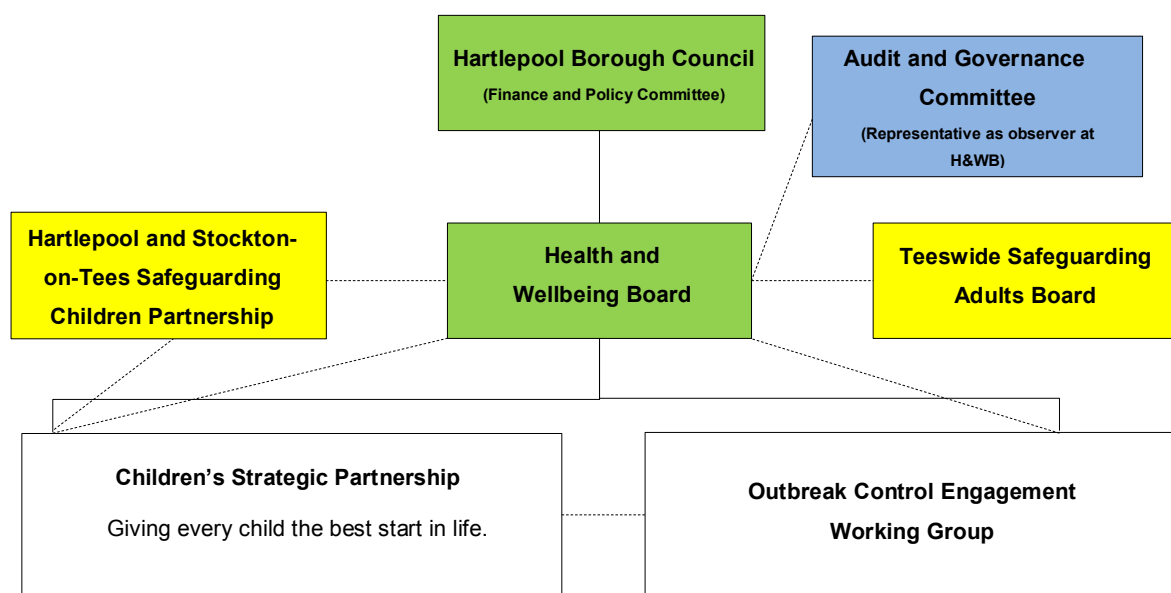 Hartlepool Borough Council
(Finance and Policy Committee)
Audit and Governance
Committee
(Representative as observer at
H&WB)
Hartlepool and Stockton-
on-Tees Safeguarding
Children Partnership
Health and
Wellbeing Board
Teeswide Safeguarding
Adults Board
Children’s Strategic Partnership
Giving every child the best start in life.
Outbreak Control Engagement
Working Group